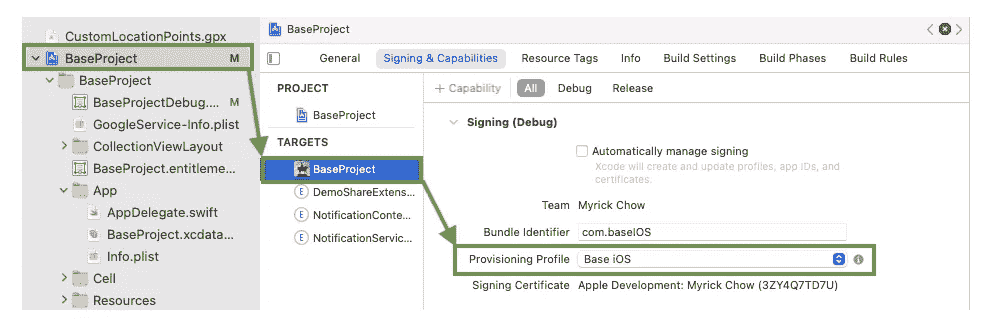 CustomLocationPoints.gpx
BaseProject M
BaseProject
BaseProjectDebug.... M
GoogleService-Info.plist
CollectionViewLayout
BaseProject.entitleme...
App
AppDelegate.swift
BaseProject.xcdata...
Info.plist
Cell
Resources
BaseProject
General Signing & Capabilities Resource Tags Info Build Settings Build Phases Build Rules
PROJECT
BaseProject
TARGETS
BaseProject
DemoShareExtens...
NotificationConte...
NotificationServic...
+ Capability All Debug Release
Signing (Debug)
Automatically manage signing
Xcode will create and update profiles, app IDs, and
certificates.
Team Myrick Chow
Bundle Identifier com.baseIOS
Provisioning Profile Base iOS
Signing Certificate Apple Development: Myrick Chow (3ZY4Q7TD7U)